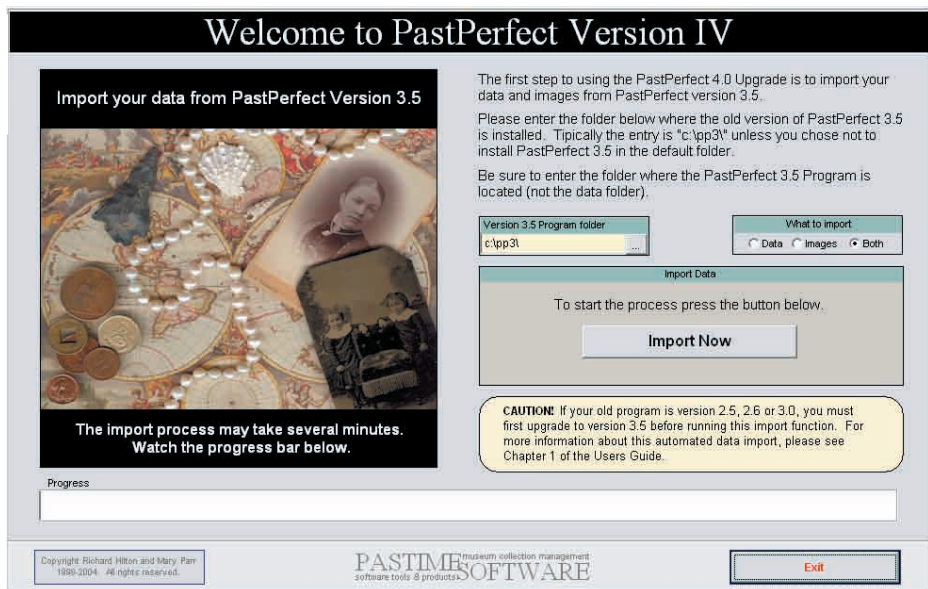 Welcome to PastPerfect Version IV
Import your data from PastPerfect Version 3.5
The import process may take several minutes.
Watch the progress bar below.
The first step to using the PastPerfect 4.0 Upgrade is to import your
data and images from PastPerfect version 3.5.
Please enter the folder below where the old version of PastPerfect 3.5
is installed. Tipically the entry is "c:\pp3\" unless you chose not to
install PastPerfect 3.5 in the default folder.
Be sure to enter the folder where the PastPerfect 3.5 Program is
located (not the data folder).
Version 3.5 Program folder
c:\pp3\
...
What to import
Data Images Both
Import Data
To start the process press the button below.
Import Now
CAUTION! If your old program is version 2.5, 2.6 or 3.0, you must
first upgrade to version 3.5 before running this import function. For
more information about this automated data import, please see
Chapter 1 of the Users Guide.
Progress
Copyright Richard Hilton and Mary Parr
1998-2004. All rights reserved.
PASTIME museum collection management
software tools & products SOFTWARE
Exit